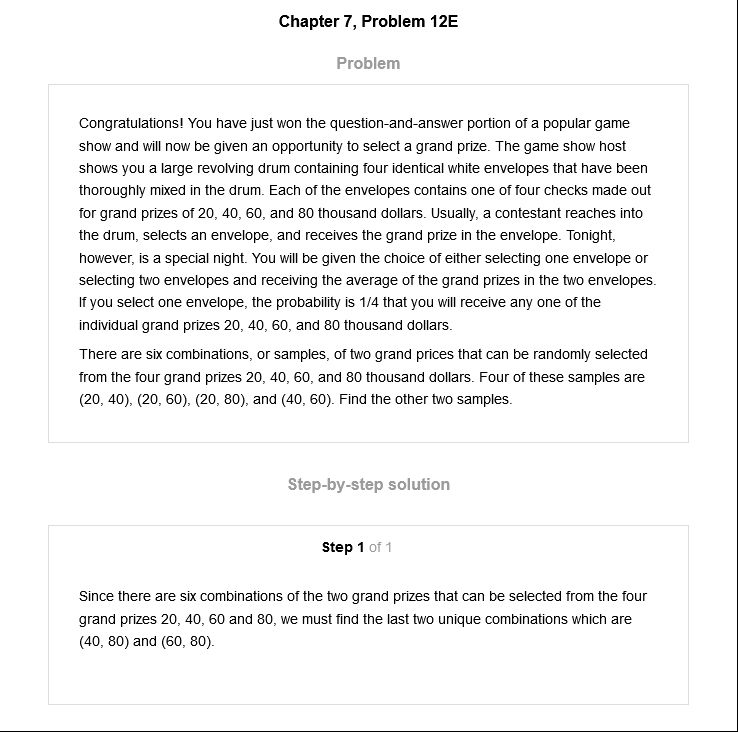 Chapter 7, Problem 12E
Problem
Congratulations! You have just won the question-and-answer portion of a popular game
show and will now be given an opportunity to select a grand prize. The game show host
shows you a large revolving drum containing four identical white envelopes that have been
thoroughly mixed in the drum. Each of the envelopes contains one of four checks made out
for grand prizes of 20, 40, 60, and 80 thousand dollars. Usually, a contestant reaches into
the drum, selects an envelope, and receives the grand prize in the envelope. Tonight,
however, is a special night. You will be given the choice of either selecting one envelope or
selecting two envelopes and receiving the average of the grand prizes in the two envelopes.
If you select one envelope, the probability is 1/4 that you will receive any one of the
individual grand prizes 20, 40, 60, and 80 thousand dollars.
There are six combinations, or samples, of two grand prices that can be randomly selected
from the four grand prizes 20, 40, 60, and 80 thousand dollars. Four of these samples are
(20, 40), (20, 60), (20, 80), and (40, 60). Find the other two samples.
Step-by-step solution
Step 1 of 1
Since there are six combinations of the two grand prizes that can be selected from the four
grand prizes 20, 40, 60 and 80, we must find the last two unique combinations which are
(40, 80) and (60, 80).